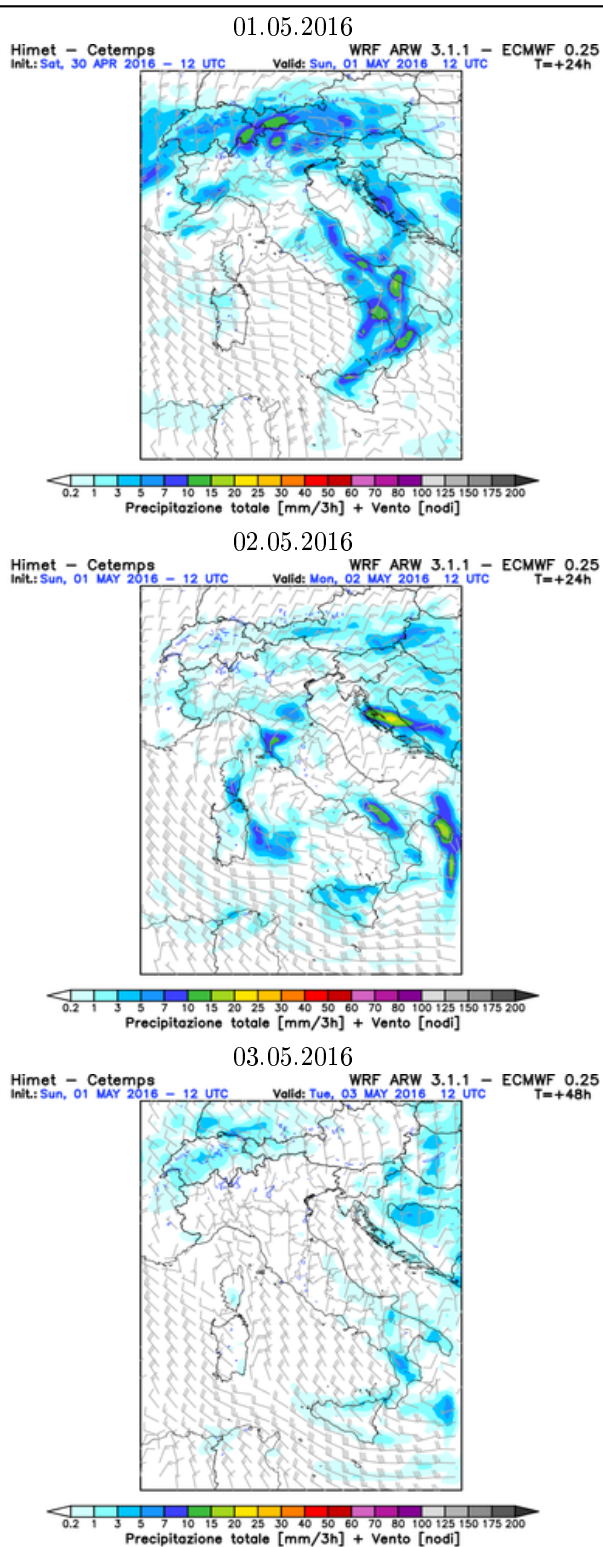 01.05.2016
Himet – Cetemps WRF ARW 3.1.1 – ECMWF 0.25
Init.: Sat, 30 APR 2016 – 12 UTC Valid: Sun, 01 MAY 2016 12 UTC T=+24h
0.2 1 3 5 7 10 15 20 25 30 40 50 60 70 80 100 125 150 175 200
Precipitazione totale [mm/3h] + Vento [nodi]
02.05.2016
Himet – Cetemps WRF ARW 3.1.1 – ECMWF 0.25
Init.: Sun, 01 MAY 2016 – 12 UTC Valid: Mon, 02 MAY 2016 12 UTC T=+24h
0.2 1 3 5 7 10 15 20 25 30 40 50 60 70 80 100 125 150 175 200
Precipitazione totale [mm/3h] + Vento [nodi]
03.05.2016
Himet – Cetemps WRF ARW 3.1.1 – ECMWF 0.25
Init.: Sun, 01 MAY 2016 – 12 UTC Valid: Tue, 03 MAY 2016 12 UTC T=+48h
0.2 1 3 5 7 10 15 20 25 30 40 50 60 70 80 100 125 150 175 200
Precipitazione totale [mm/3h] + Vento [nodi]